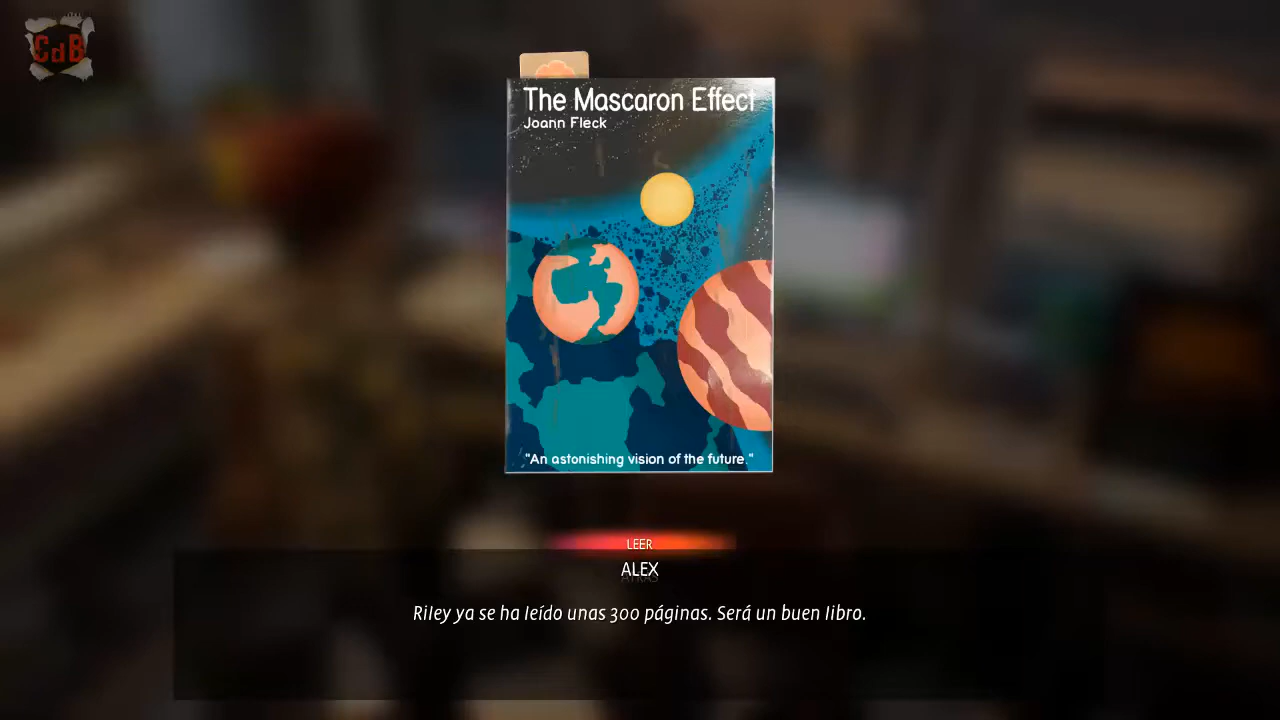 CdB
The Mascaron Effect
Joann Fleck
"An astonishing vision of the future."
LEER
ALEX
ATRÁS
Riley ya se ha leído unas 300 páginas. Será un buen libro.